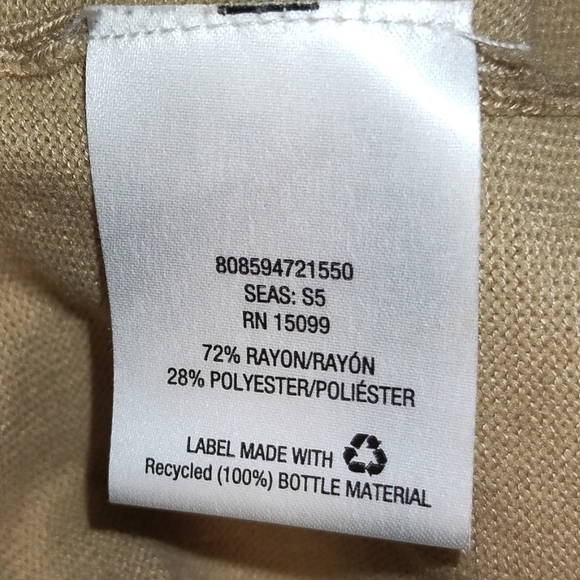 808594721550
SEAS: S5
RN 15099
72% RAYON/RAYÓN
28% POLYESTER/POLIÉSTER
LABEL MADE WITH
Recycled (100%) BOTTLE MATERIAL